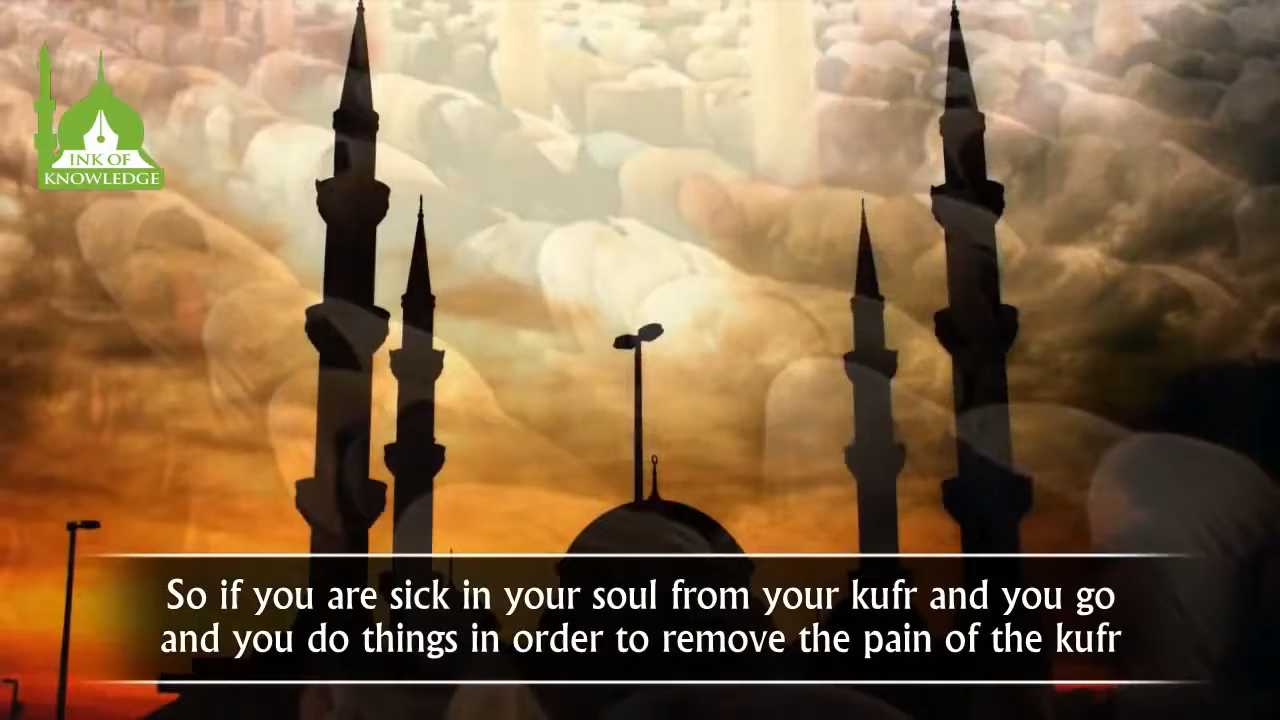 INK OF
KNOWLEDGE
So if you are sick in your soul from your kufr and you go
and you do things in order to remove the pain of the kufr